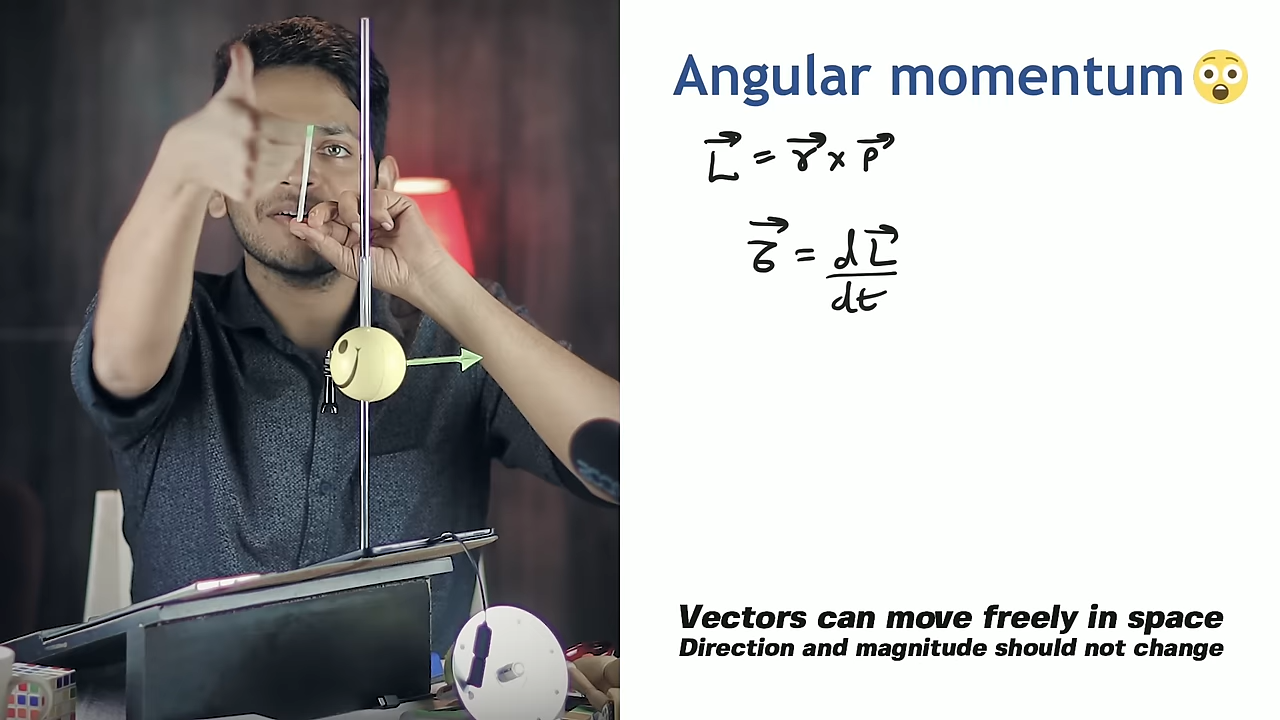 Angular momentum😲
L⃗ = r⃗ × p⃗
τ⃗ = dL⃗/dt
Vectors can move freely in space
Direction and magnitude should not change